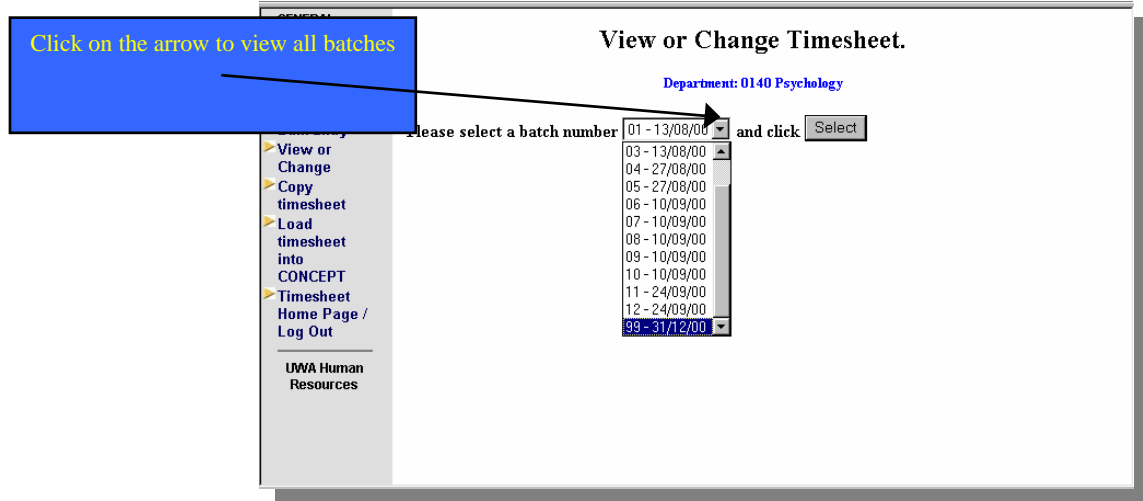 Click on the arrow to view all batches
View or Change Timesheet.
Department: 0140 Psychology
Please select a batch number 01 - 13/08/00 and click Select
03 - 13/08/00
04 - 27/08/00
05 - 27/08/00
06 - 10/09/00
07 - 10/09/00
08 - 10/09/00
09 - 10/09/00
10 - 10/09/00
11 - 24/09/00
12 - 24/09/00
99 - 31/12/00
View or
Change
Copy
timesheet
Load
timesheet
into
CONCEPT
Timesheet
Home Page /
Log Out
UWA Human
Resources